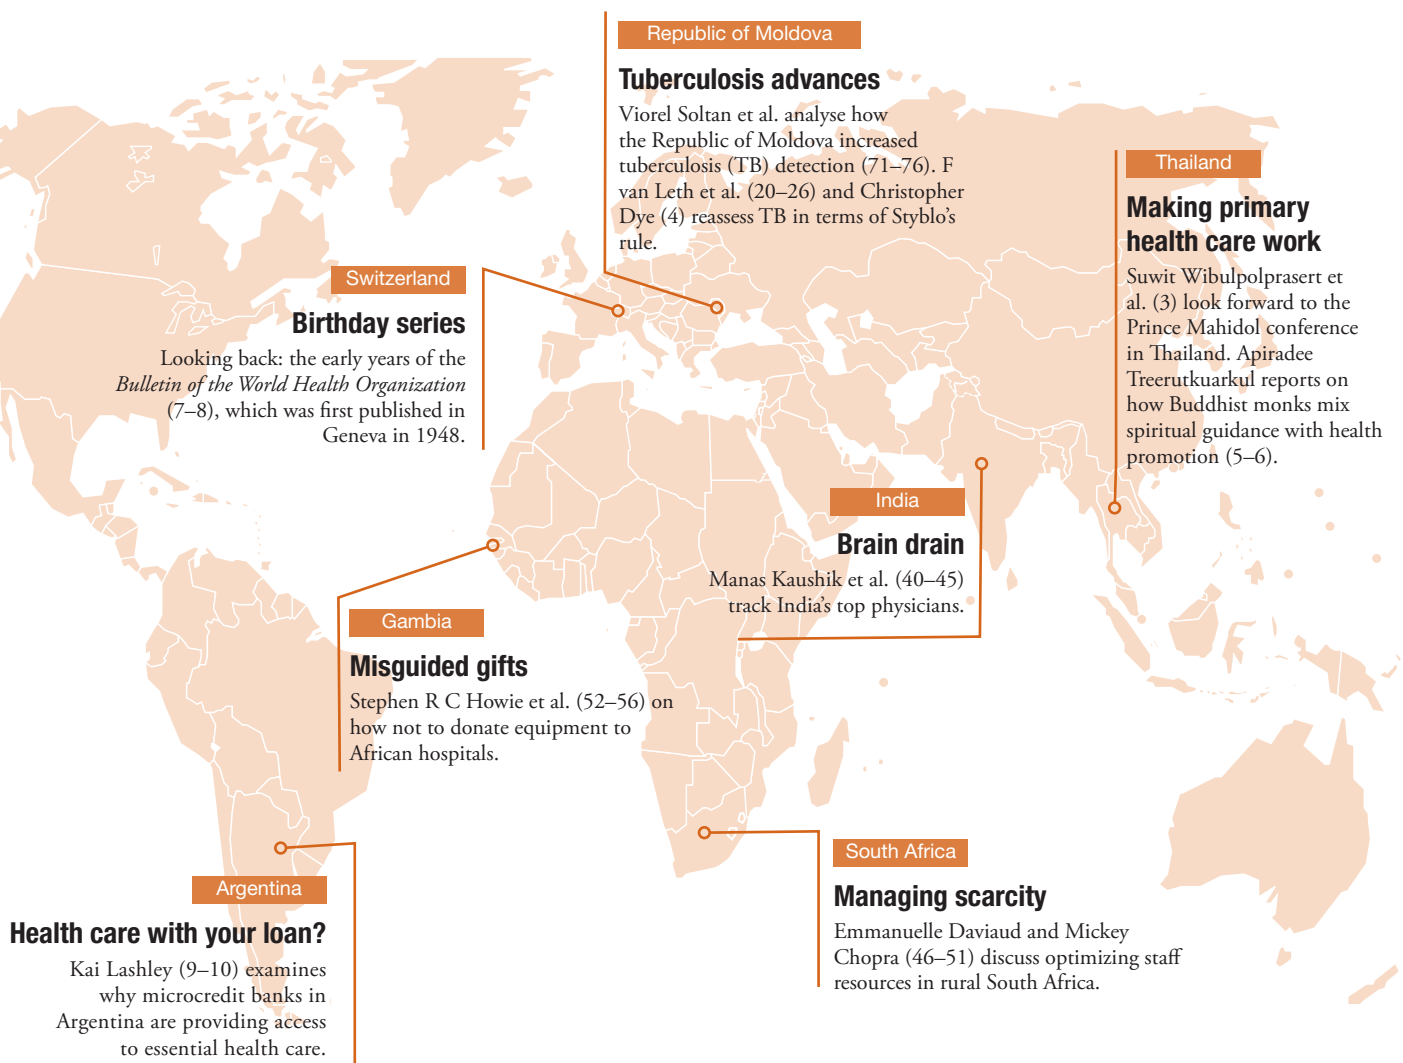 Republic of Moldova
Tuberculosis advances
Viorel Soltan et al. analyse how
the Republic of Moldova increased
tuberculosis (TB) detection (71–76). F
van Leth et al. (20–26) and Christopher
Dye (4) reassess TB in terms of Styblo’s
rule.
Thailand
Making primary
health care work
Suwit Wibulpolprasert et
al. (3) look forward to the
Prince Mahidol conference
in Thailand. Apiradee
Treerutkuarkul reports on
how Buddhist monks mix
spiritual guidance with health
promotion (5–6).
Switzerland
Birthday series
Looking back: the early years of the
Bulletin of the World Health Organization
(7–8), which was first published in
Geneva in 1948.
India
Brain drain
Manas Kaushik et al. (40–45)
track India’s top physicians.
Gambia
Misguided gifts
Stephen R C Howie et al. (52–56) on
how not to donate equipment to
African hospitals.
South Africa
Managing scarcity
Emmanuelle Daviaud and Mickey
Chopra (46–51) discuss optimizing staff
resources in rural South Africa.
Argentina
Health care with your loan?
Kai Lashley (9–10) examines
why microcredit banks in
Argentina are providing access
to essential health care.